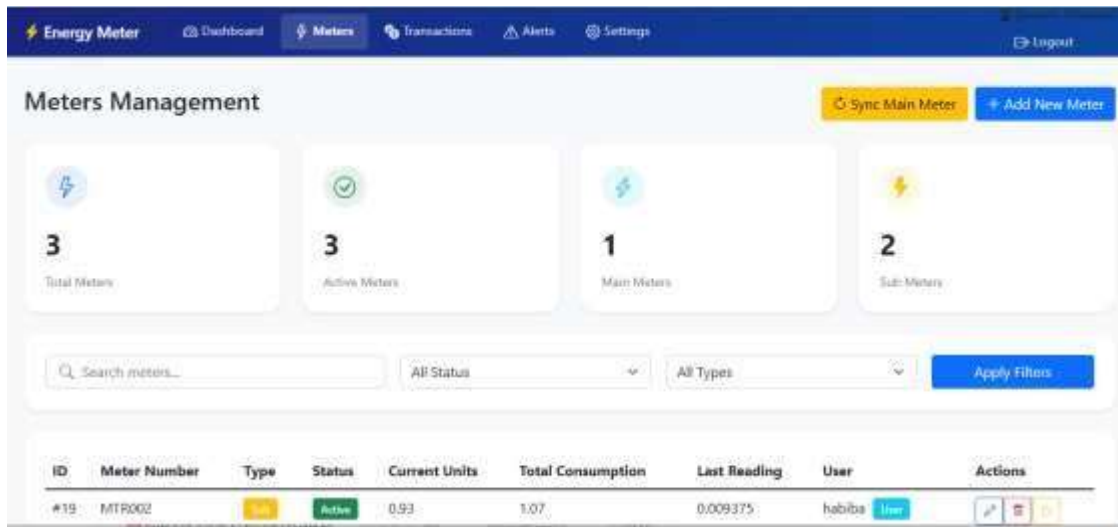 Energy Meter Dashboard Meters Transactions Alerts Settings
Logout
Meters Management
Sync Main Meter + Add New Meter
3 3 1 2
Total Meters Active Meters Main Meters Sub Meters
Search meters... All Status All Types Apply Filters
ID Meter Number Type Status Current Units Total Consumption Last Reading User Actions
#19 MTR002 Sub Active 0.93 1.07 0.009375 habiba User